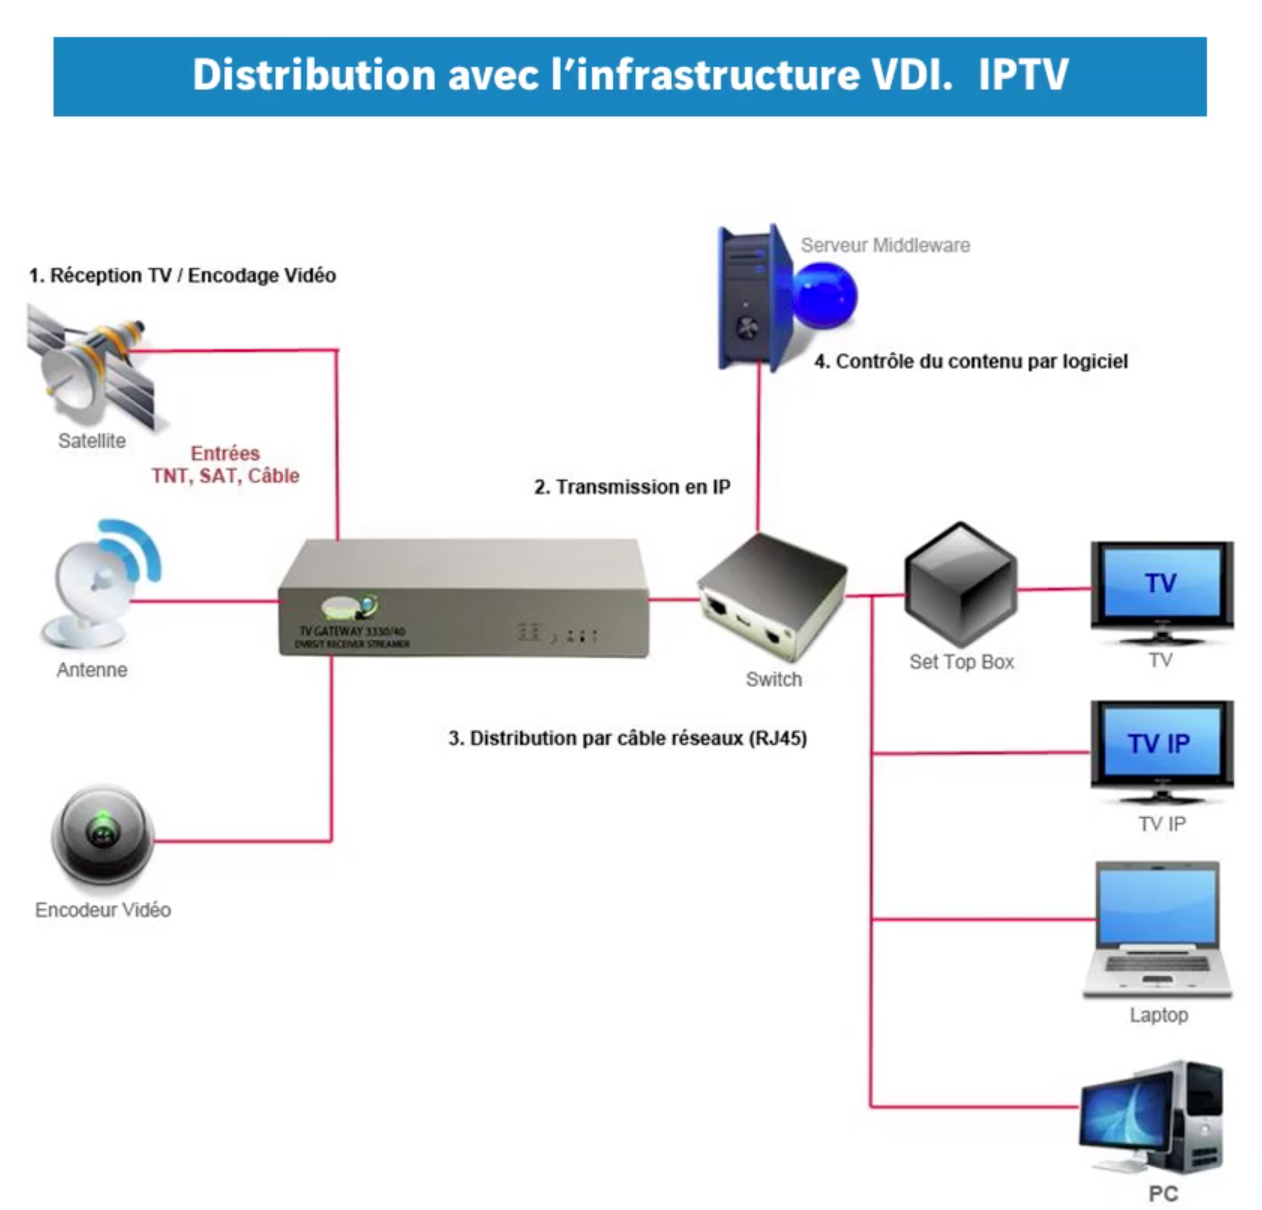 Distribution avec l'infrastructure VDI. IPTV
Serveur Middleware
1. Réception TV / Encodage Vidéo
4. Contrôle du contenu par logiciel
Satellite
Entrées
TNT, SAT, Câble
2. Transmission en IP
TV
TV GATEWAY 3330/40
DVBS/T RECEIVER STREAMER
Antenne
Switch
Set Top Box
TV
3. Distribution par câble réseaux (RJ45)
TV IP
TV IP
Encodeur Vidéo
Laptop
PC